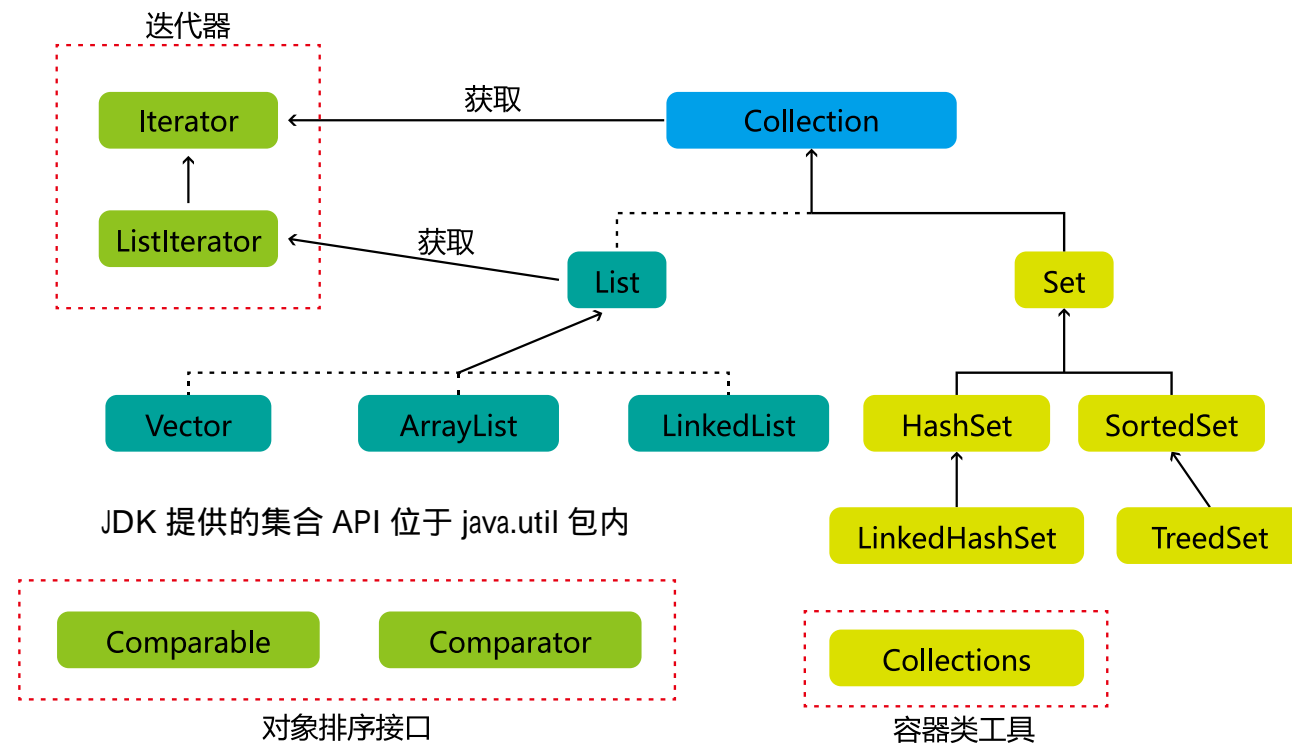 迭代器
Iterator
获取
Collection
ListIterator
获取
List
Set
Vector
ArrayList
LinkedList
HashSet
SortedSet
JDK 提供的集合 API 位于 java.util 包内
LinkedHashSet
TreedSet
Comparable
Comparator
Collections
对象排序接口
容器类工具